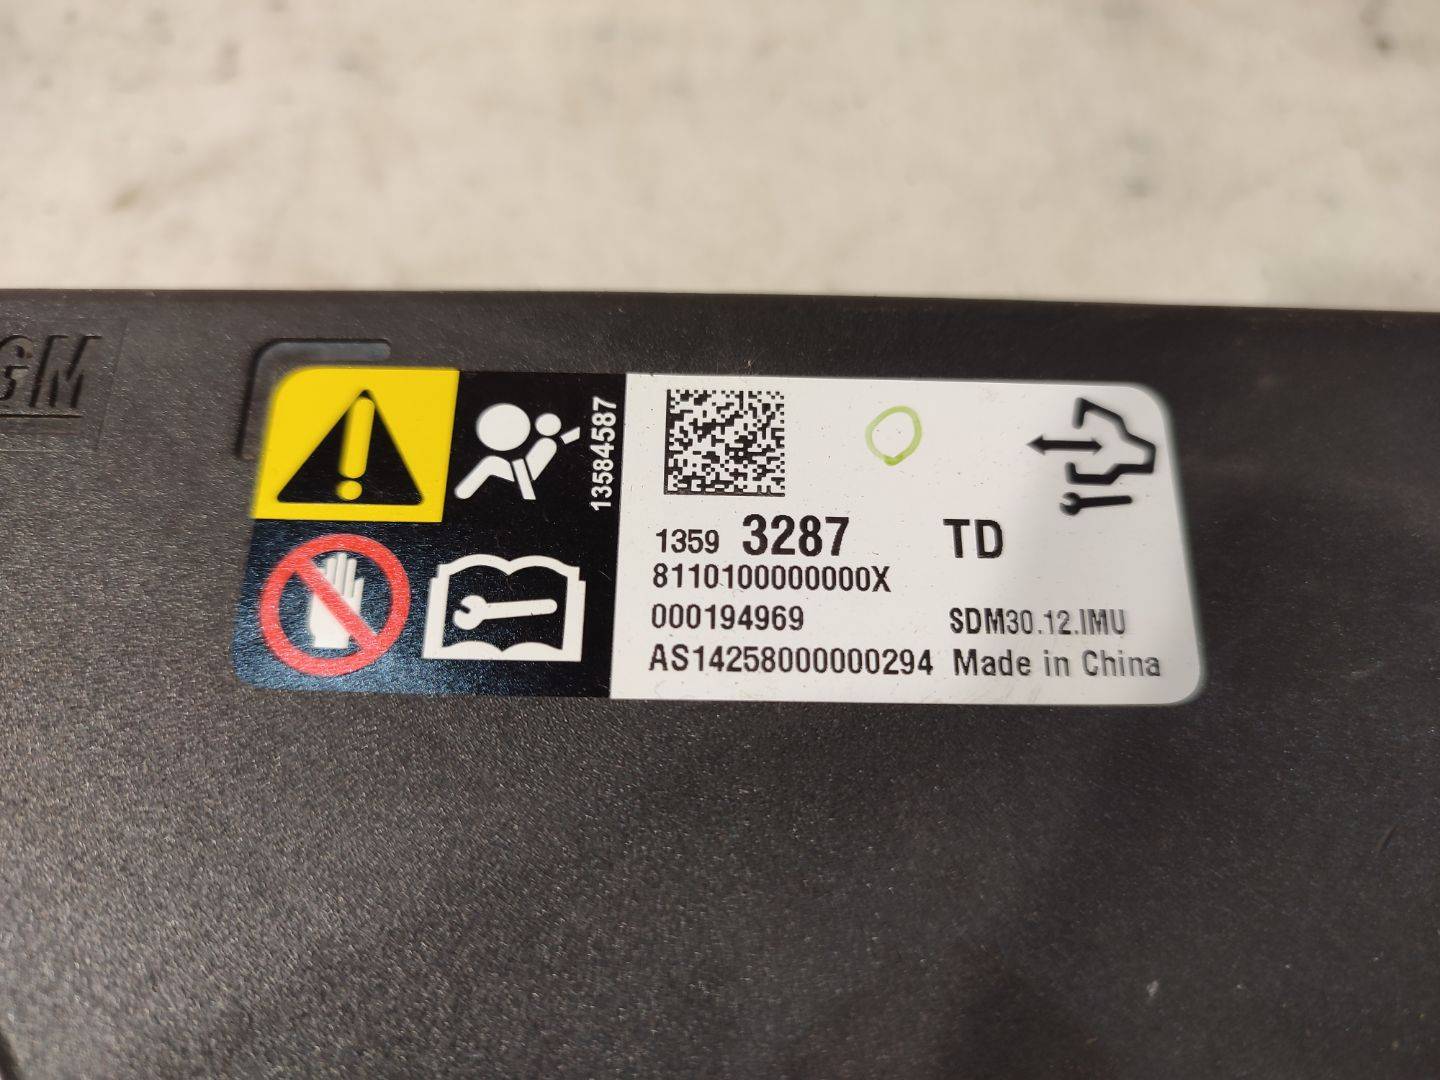 GM
13584587
1359 3287 TD
8110100000000X
000194969 SDM30.12.IMU
AS14258000000294 Made in China